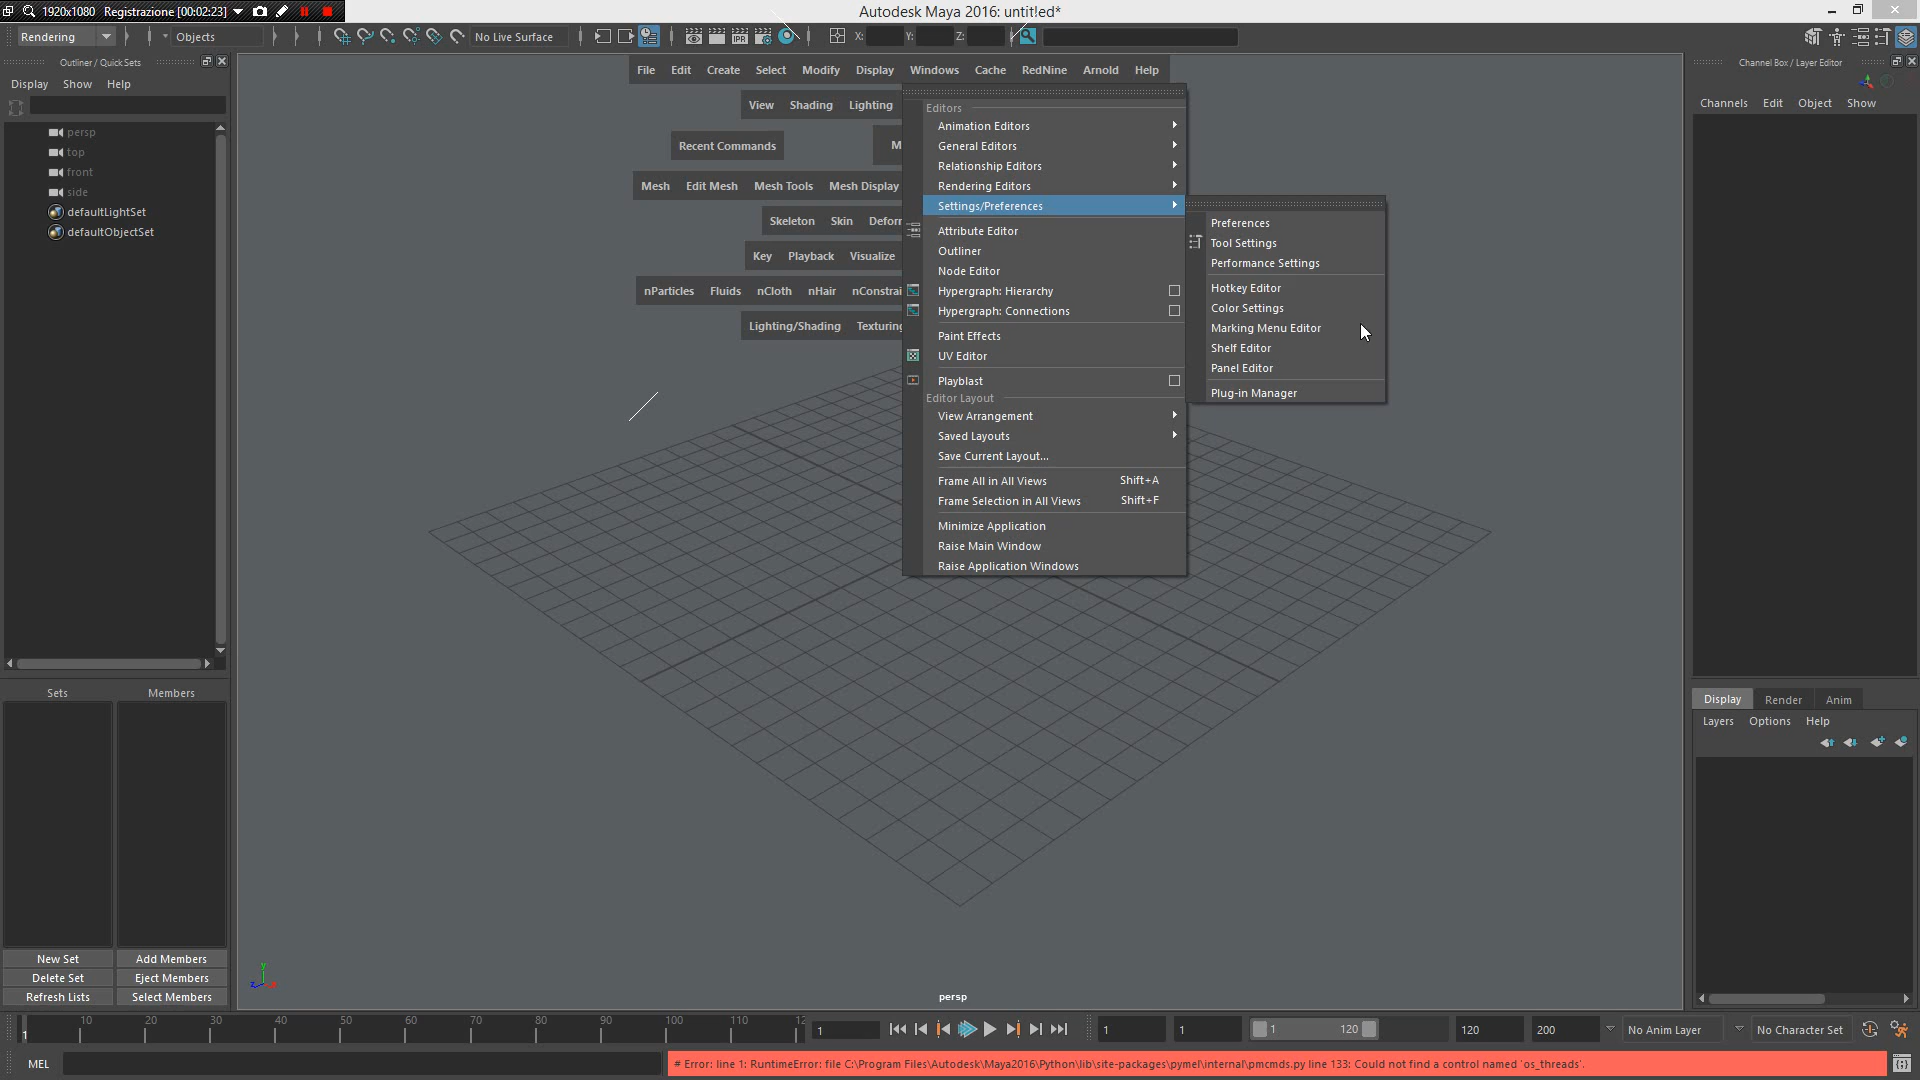 1920x1080 Registrazione [00:02:23]
Autodesk Maya 2016: untitled*
Rendering
Objects
No Live Surface
X:
Y:
Z:
Outliner / Quick Sets
Display Show Help
persp
top
front
side
defaultLightSet
defaultObjectSet
Sets Members
New Set Add Members
Delete Set Eject Members
Refresh Lists Select Members
File Edit Create Select Modify Display Windows Cache RedNine Arnold Help
View Shading Lighting
Recent Commands M
Mesh Edit Mesh Mesh Tools Mesh Display
Skeleton Skin Deform
Key Playback Visualize
nParticles Fluids nCloth nHair nConstrai
Lighting/Shading Texturing
Editors
Animation Editors
General Editors
Relationship Editors
Rendering Editors
Settings/Preferences
Attribute Editor
Outliner
Node Editor
Hypergraph: Hierarchy
Hypergraph: Connections
Paint Effects
UV Editor
Playblast
Editor Layout
View Arrangement
Saved Layouts
Save Current Layout...
Frame All in All Views Shift+A
Frame Selection in All Views Shift+F
Minimize Application
Raise Main Window
Raise Application Windows
Preferences
Tool Settings
Performance Settings
Hotkey Editor
Color Settings
Marking Menu Editor
Shelf Editor
Panel Editor
Plug-in Manager
y
z
persp
Channel Box / Layer Editor
Channels Edit Object Show
Display Render Anim
Layers Options Help
1 10 20 30 40 50 60 70 80 90 100 110 12
1
1
1
1 120
120
200
No Anim Layer
No Character Set
MEL
# Error: line 1: RuntimeError: file C:\Program Files\Autodesk\Maya2016\Python\lib\site-packages\pymel\internal\pmcmds.py line 133: Could not find a control named 'os_threads'.